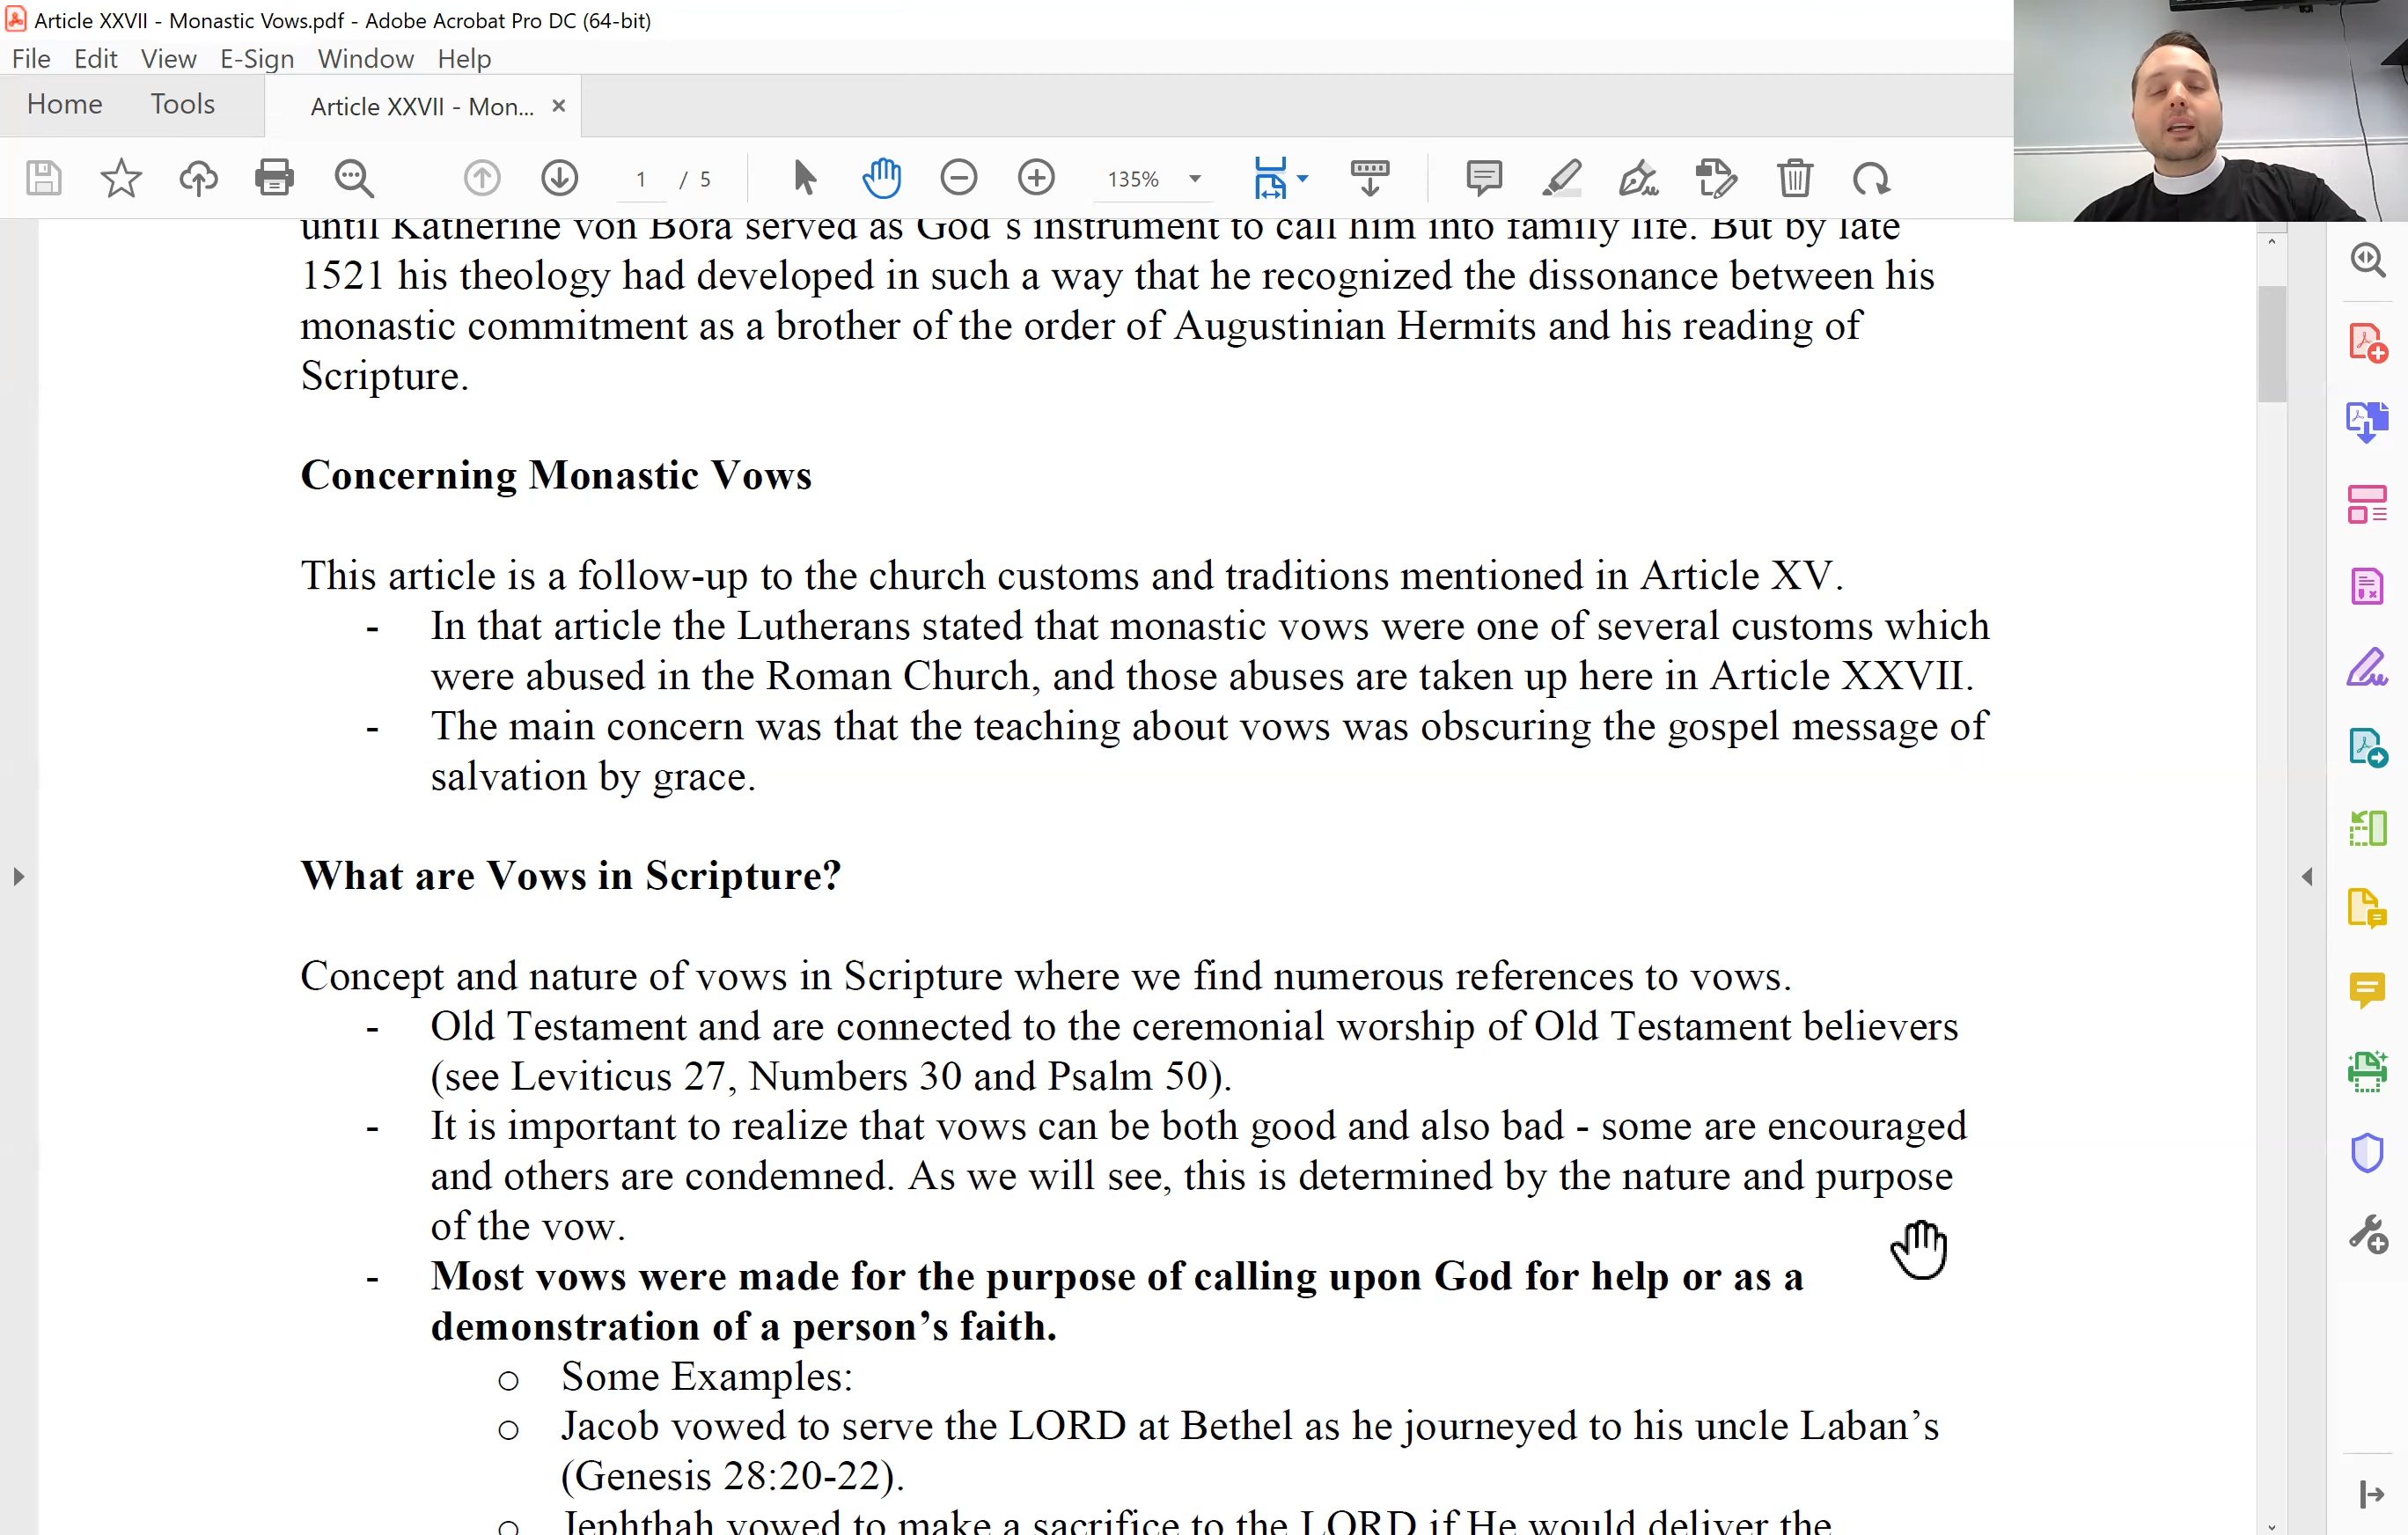 Article XXVII - Monastic Vows.pdf - Adobe Acrobat Pro DC (64-bit)
File Edit View E-Sign Window Help
Home Tools Article XXVII - Mon... ×
1 / 5 135%
until Katherine von Bora served as God's instrument to call him into family life. But by late
1521 his theology had developed in such a way that he recognized the dissonance between his
monastic commitment as a brother of the order of Augustinian Hermits and his reading of
Scripture.
Concerning Monastic Vows
This article is a follow-up to the church customs and traditions mentioned in Article XV.
- In that article the Lutherans stated that monastic vows were one of several customs which
were abused in the Roman Church, and those abuses are taken up here in Article XXVII.
- The main concern was that the teaching about vows was obscuring the gospel message of
salvation by grace.
What are Vows in Scripture?
Concept and nature of vows in Scripture where we find numerous references to vows.
- Old Testament and are connected to the ceremonial worship of Old Testament believers
(see Leviticus 27, Numbers 30 and Psalm 50).
- It is important to realize that vows can be both good and also bad - some are encouraged
and others are condemned. As we will see, this is determined by the nature and purpose
of the vow.
- Most vows were made for the purpose of calling upon God for help or as a
demonstration of a person’s faith.
o Some Examples:
o Jacob vowed to serve the LORD at Bethel as he journeyed to his uncle Laban’s
(Genesis 28:20-22).
o Jephthah vowed to make a sacrifice to the LORD if He would deliver the